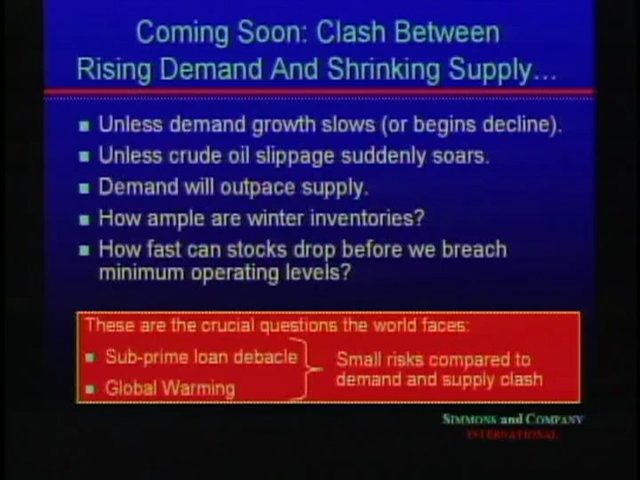 Coming Soon: Clash Between
Rising Demand And Shrinking Supply...
Unless demand growth slows (or begins decline).
Unless crude oil slippage suddenly soars.
Demand will outpace supply.
How ample are winter inventories?
How fast can stocks drop before we breach
minimum operating levels?
These are the crucial questions the world faces:
Sub-prime loan debacle
Global Warming
Small risks compared to
demand and supply clash
SIMMONS and COMPANY
INTERNATIONAL